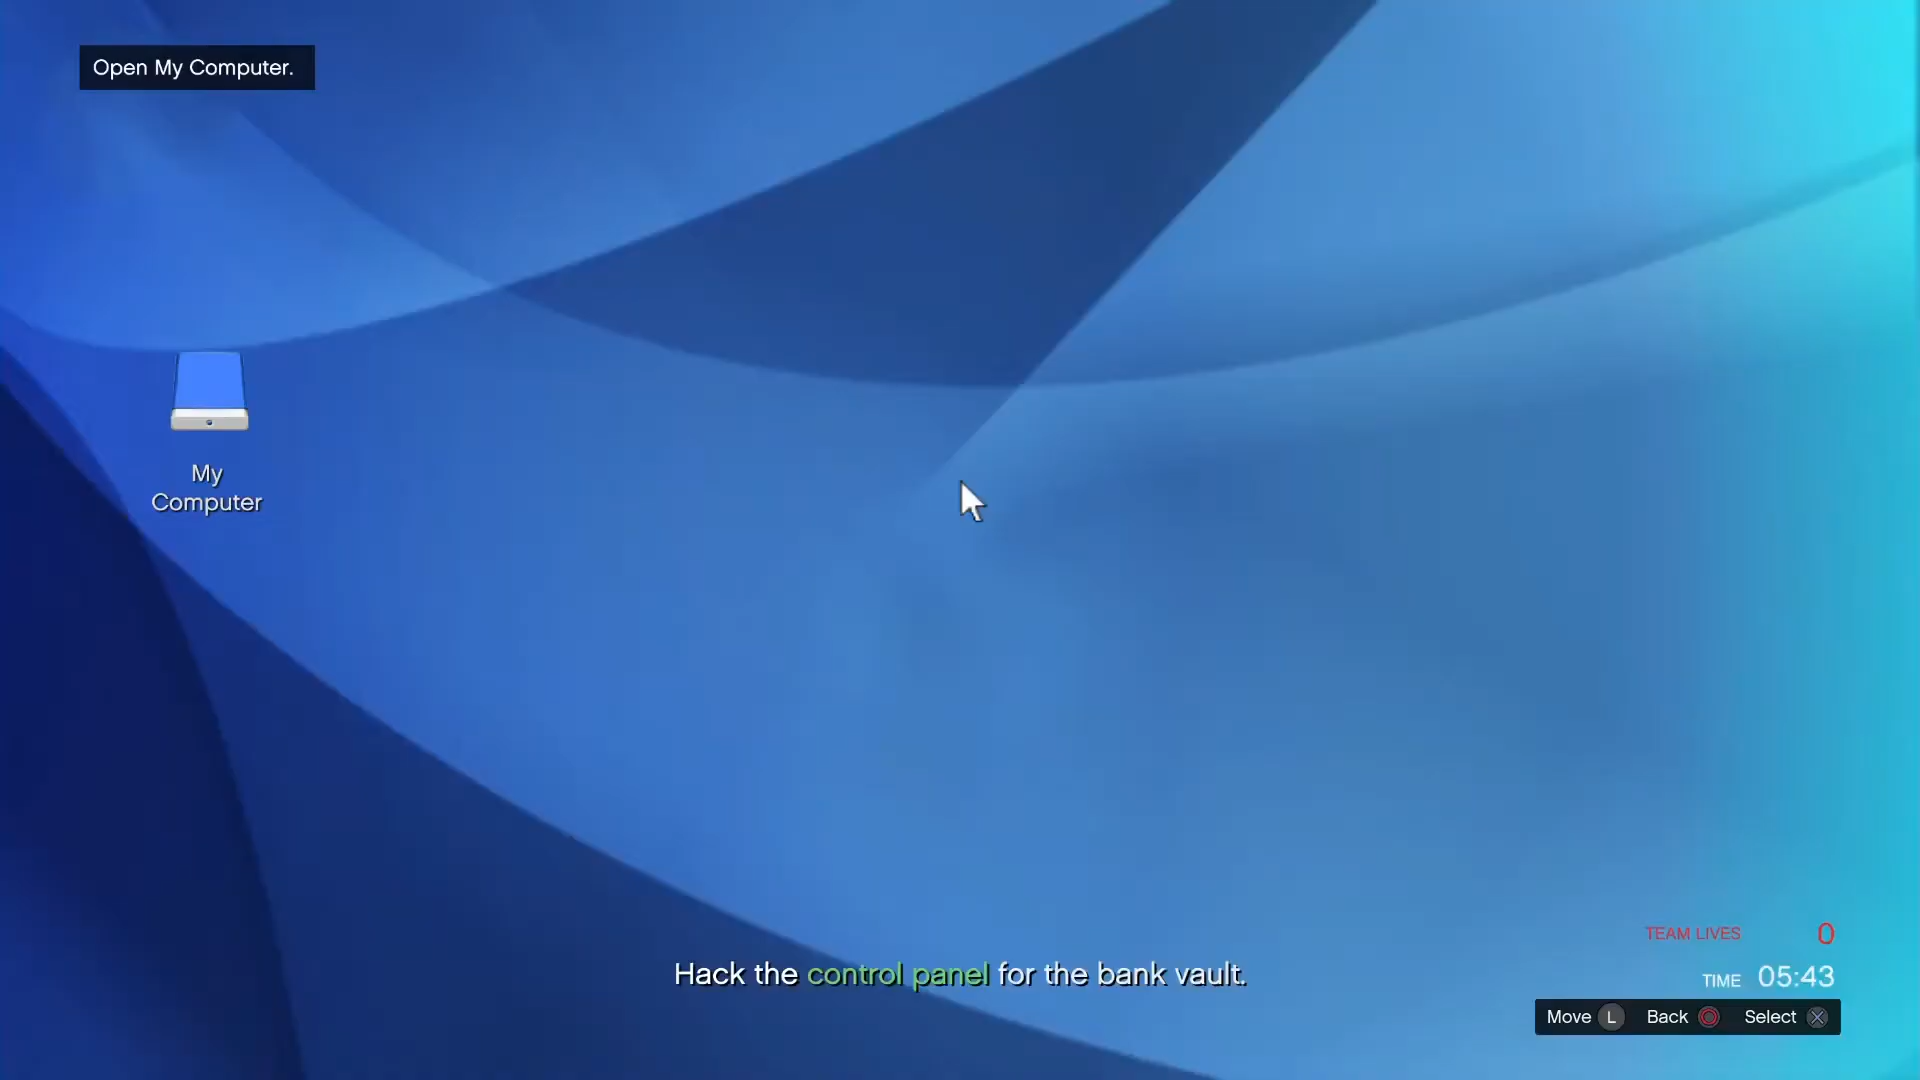 Open My Computer.
My
Computer
TEAM LIVES 0
Hack the control panel for the bank vault.
TIME 05:43
Move L Back Select